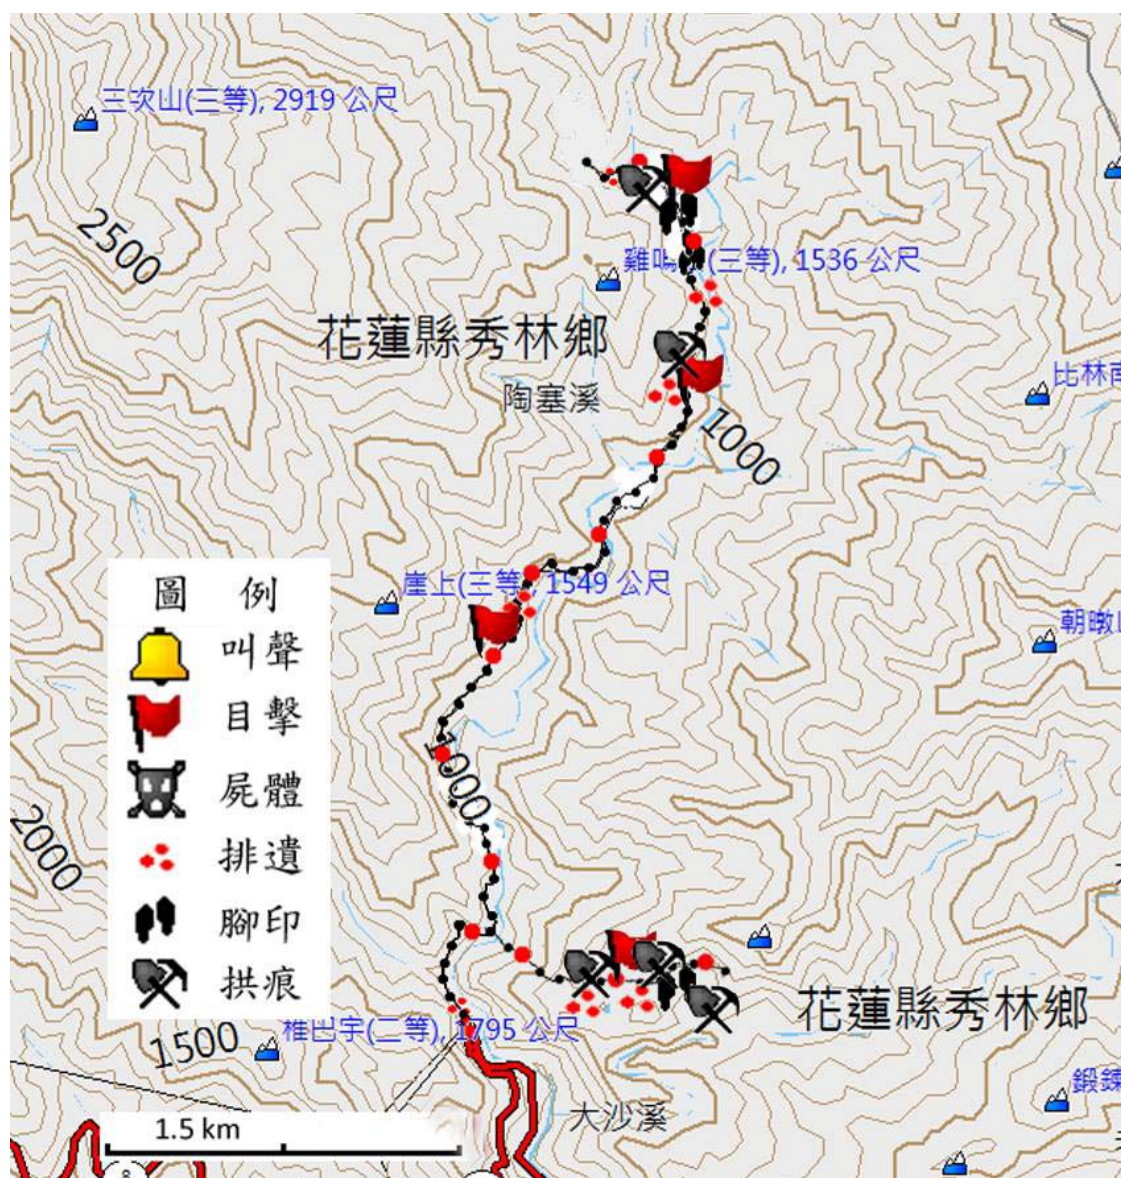 三次山(三等), 2919 公尺
2500
雞鳴 (三等), 1536 公尺
花蓮縣秀林鄉
陶塞溪
比林
1000
崖上(三等, 1549 公尺
朝暾
圖 例
叫聲
目擊
屍體
排遺
腳印
拱痕
1000
2000
花蓮縣秀林鄉
1500
椎巴宇(二等), 1795 公尺
鍛鍊
大沙溪
1.5 km
8